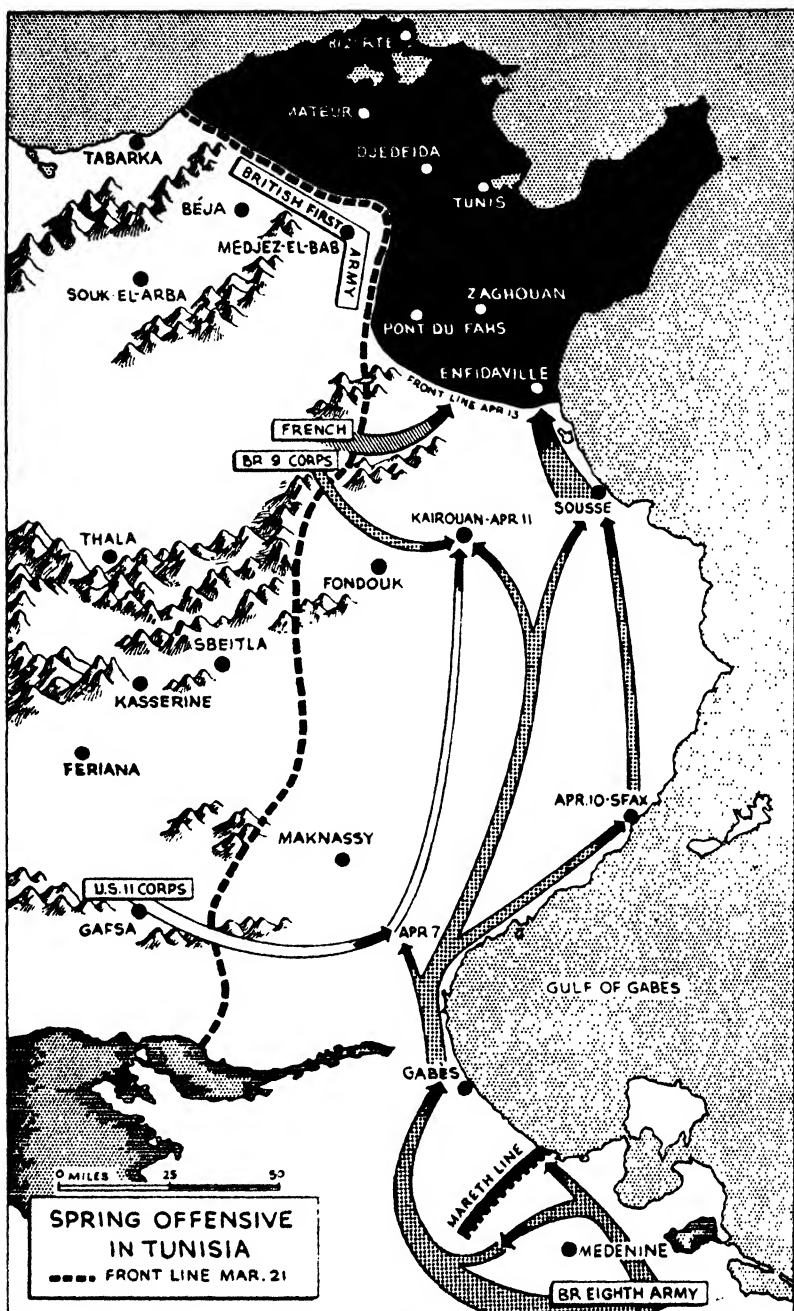 BIZERTE
MATEUR
DJEDEIDA
TUNIS
TABARKA
BÉJA
BRITISH FIRST
ARMY
MEDJEZ-EL-BAB
SOUK-EL-ARBA
ZAGHOUAN
PONT DU FAHS
ENFIDAVILLE
FRONT LINE APR 13
FRENCH
BR 9 CORPS
SOUSSE
KAIROUAN-APR. 11
THALA
FONDOUK
SBEITLA
KASSERINE
FERIANA
APR. 10-SFAX
MAKNASSY
U.S. 11 CORPS
GAFSA
APR 7
GULF OF GABES
GABES
MARETH LINE
MEDENINE
BR EIGHTH ARMY
0 MILES 25 50
SPRING OFFENSIVE
IN TUNISIA
FRONT LINE MAR. 21